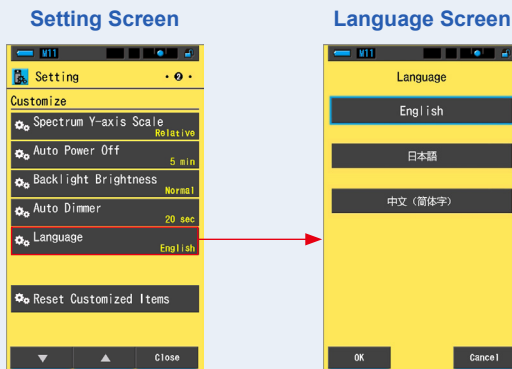 Setting Screen
M11
Setting
・2・
Customize
Spectrum Y-axis Scale
Relative
Auto Power Off
5 min
Backlight Brightness
Normal
Auto Dimmer
20 sec
Language
English
Reset Customized Items
▼ ▲ Close
Language Screen
M11
Language
English
日本語
中文（简体字）
OK Cancel